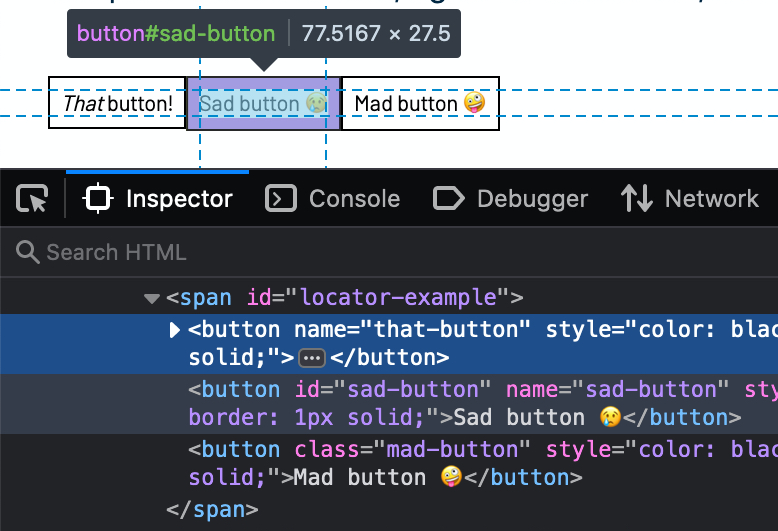 button#sad-button 77.5167 × 27.5
That button! Sad button 😢 Mad button 🤪
Inspector Console Debugger Network
Search HTML
<span id="locator-example">
<button name="that-button" style="color: blac
solid;">…</button>
<button id="sad-button" name="sad-button" sty
border: 1px solid;">Sad button 😢</button>
<button class="mad-button" style="color: blac
solid;">Mad button 🤪</button>
</span>